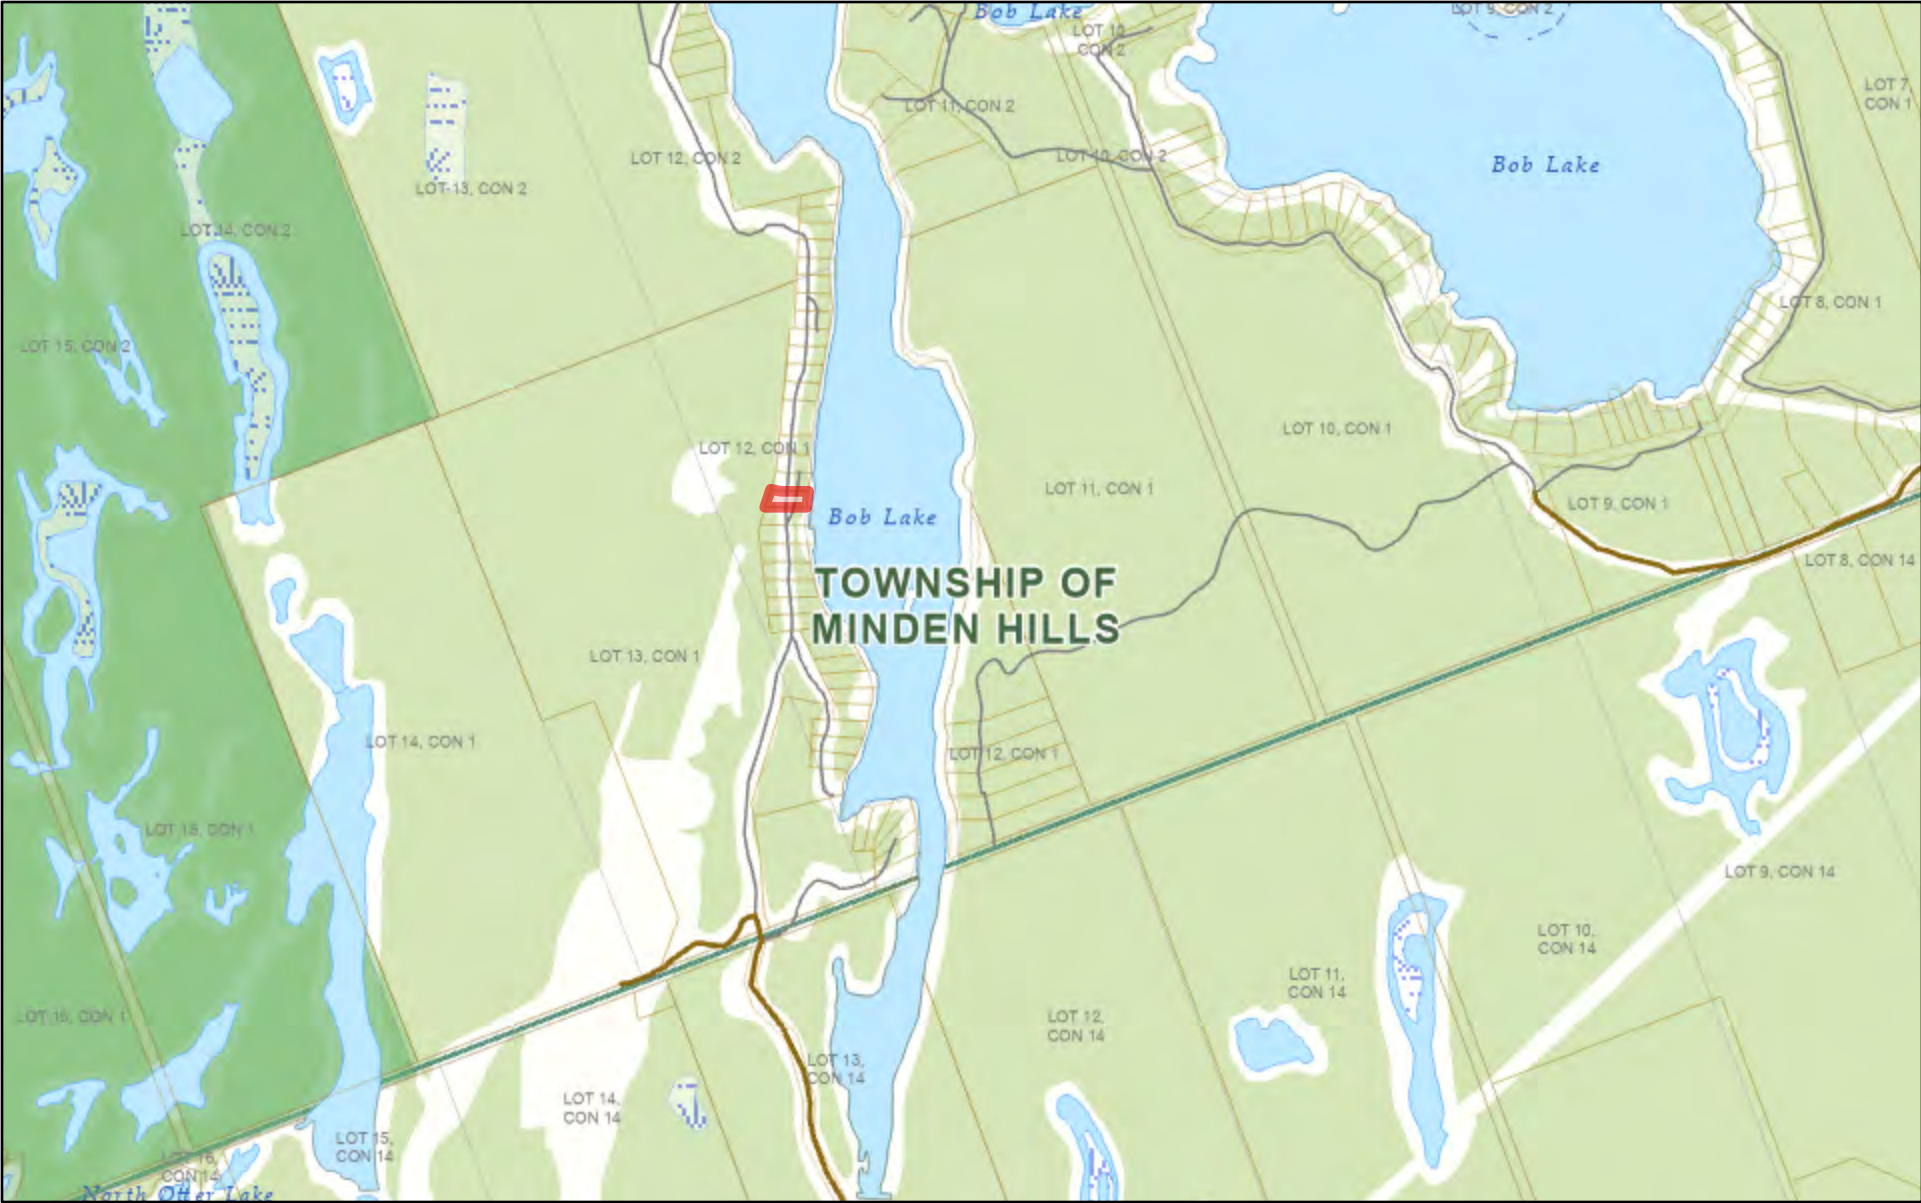 Bob Lake
LOT 9, CON 2
LOT 10,
CON 2
LOT 7,
CON 1
LOT 11, CON 2
LOT 12, CON 2
LOT 10, CON 2
Bob Lake
LOT 13, CON 2
LOT 14, CON 2
LOT 8, CON 1
LOT 15, CON 2
LOT 10, CON 1
LOT 12, CON 1
LOT 11, CON 1
LOT 9, CON 1
Bob Lake
LOT 8, CON 14
TOWNSHIP OF
MINDEN HILLS
LOT 13, CON 1
LOT 14, CON 1
LOT 12, CON 1
LOT 15, CON 1
LOT 9, CON 14
LOT 10,
CON 14
LOT 11,
CON 14
LOT 16, CON 1
LOT 12,
CON 14
LOT 13,
CON 14
LOT 14,
CON 14
LOT 15,
CON 14
LOT 16,
CON 14
North Otter Lake